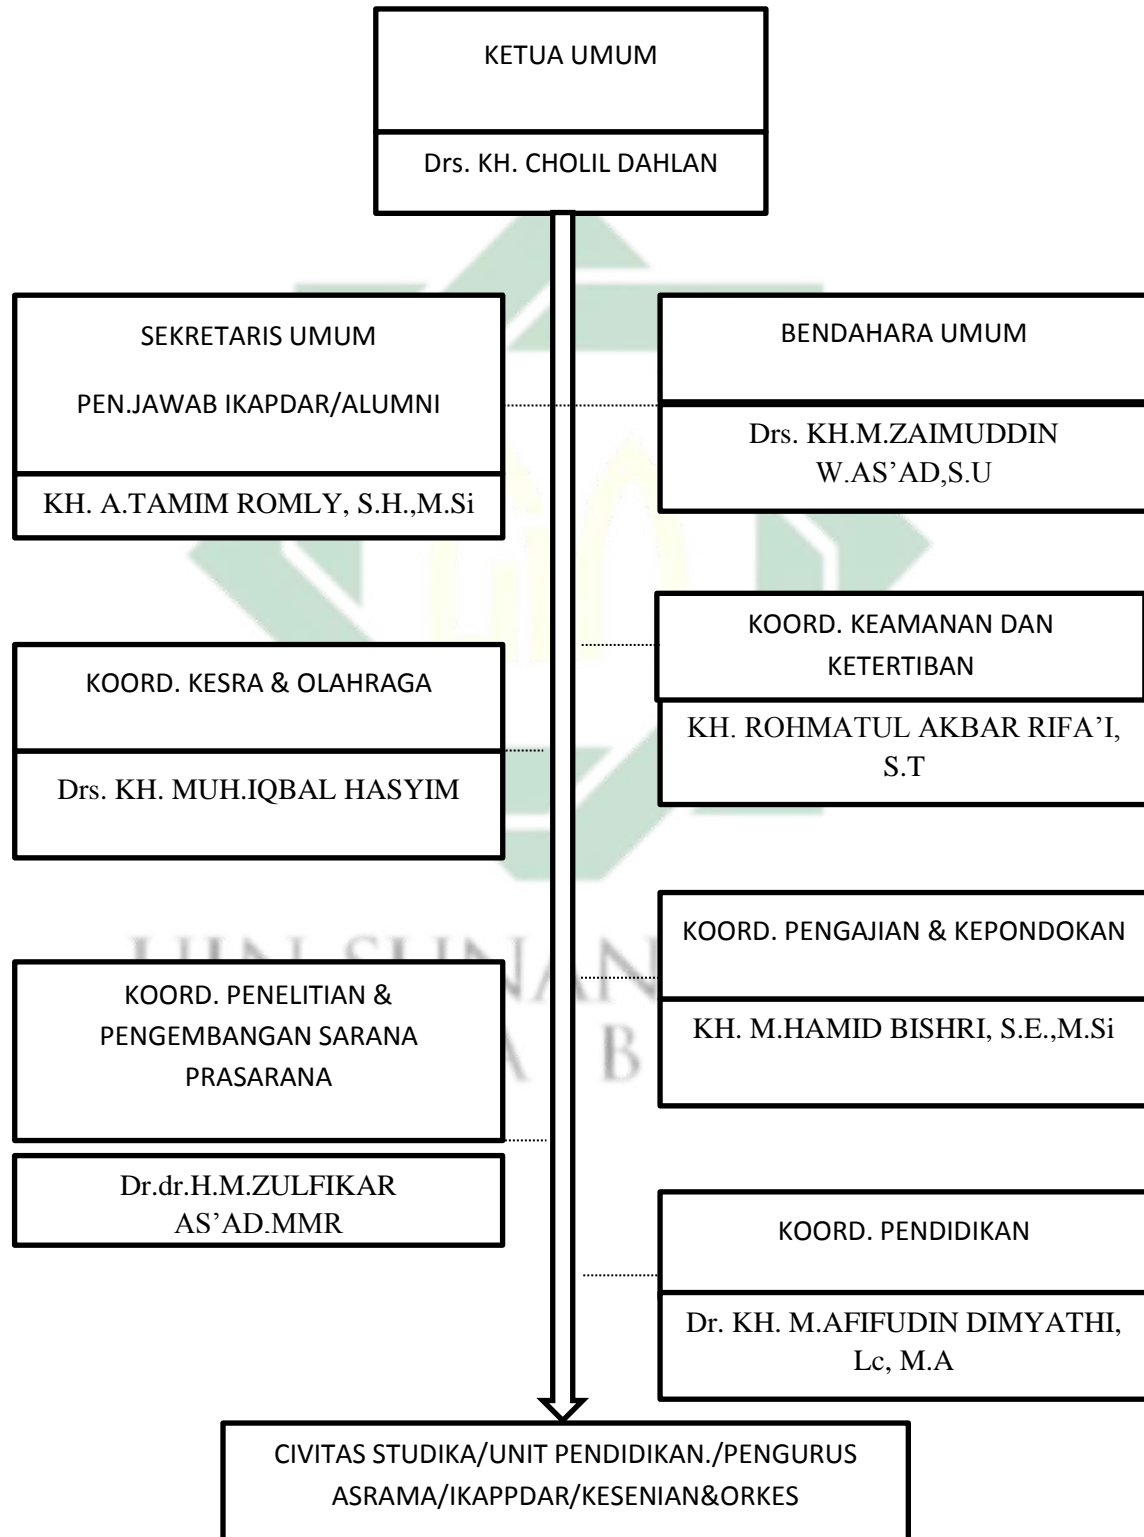 KETUA UMUM
Drs. KH. CHOLIL DAHLAN
SEKRETARIS UMUM
PEN.JAWAB IKAPDAR/ALUMNI
KH. A.TAMIM ROMLY, S.H.,M.Si
BENDAHARA UMUM
Drs. KH.M.ZAIMUDDIN
W.AS’AD,S.U
KOORD. KEAMANAN DAN
KETERTIBAN
KH. ROHMATUL AKBAR RIFA’I,
S.T
KOORD. KESRA & OLAHRAGA
Drs. KH. MUH.IQBAL HASYIM
KOORD. PENGAJIAN & KEPONDOKAN
KH. M.HAMID BISHRI, S.E.,M.Si
UIN SUNAN
KOORD. PENELITIAN &
PENGEMBANGAN SARANA
PRASARANA
Dr.dr.H.M.ZULFIKAR
AS’AD.MMR
KOORD. PENDIDIKAN
Dr. KH. M.AFIFUDIN DIMYATHI,
Lc, M.A
CIVITAS STUDIKA/UNIT PENDIDIKAN./PENGURUS
ASRAMA/IKAPPDAR/KESENIAN&ORKES